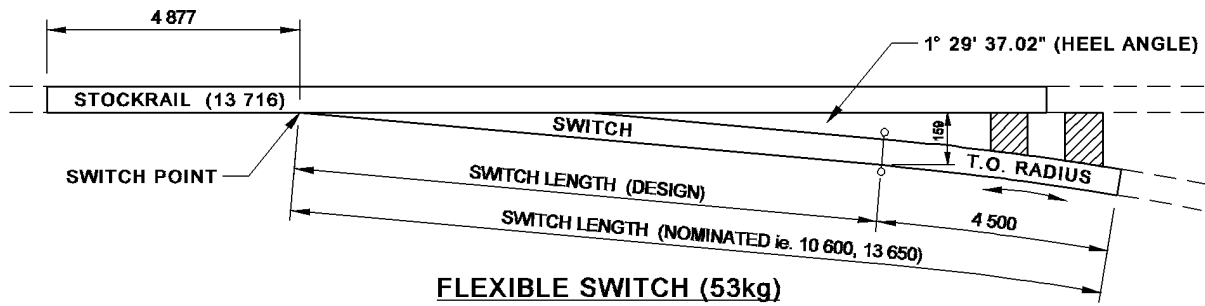 4 877
1° 29' 37.02" (HEEL ANGLE)
STOCKRAIL (13 716)
SWITCH
159
T.O. RADIUS
SWITCH POINT
SWITCH LENGTH (DESIGN)
4 500
SWITCH LENGTH (NOMINATED ie. 10 600, 13 650)
FLEXIBLE SWITCH (53kg)